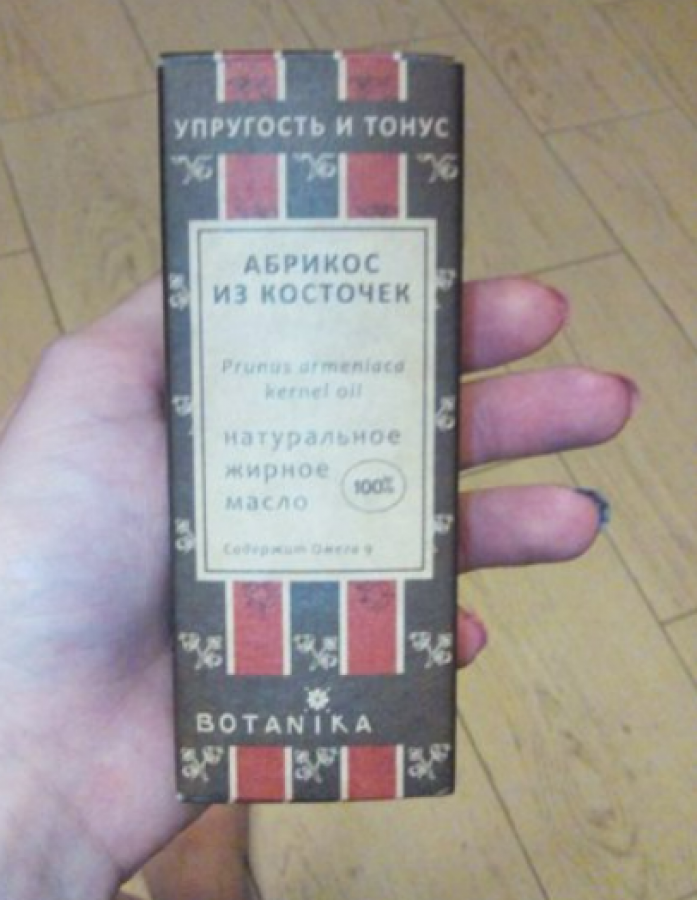 УПРУГОСТЬ И ТОНУС
АБРИКОС
ИЗ КОСТОЧЕК
Prunus armeniaca
kernel oil
натуральное
жирное
масло
100%
Содержит Омега 9
BOTANIKA